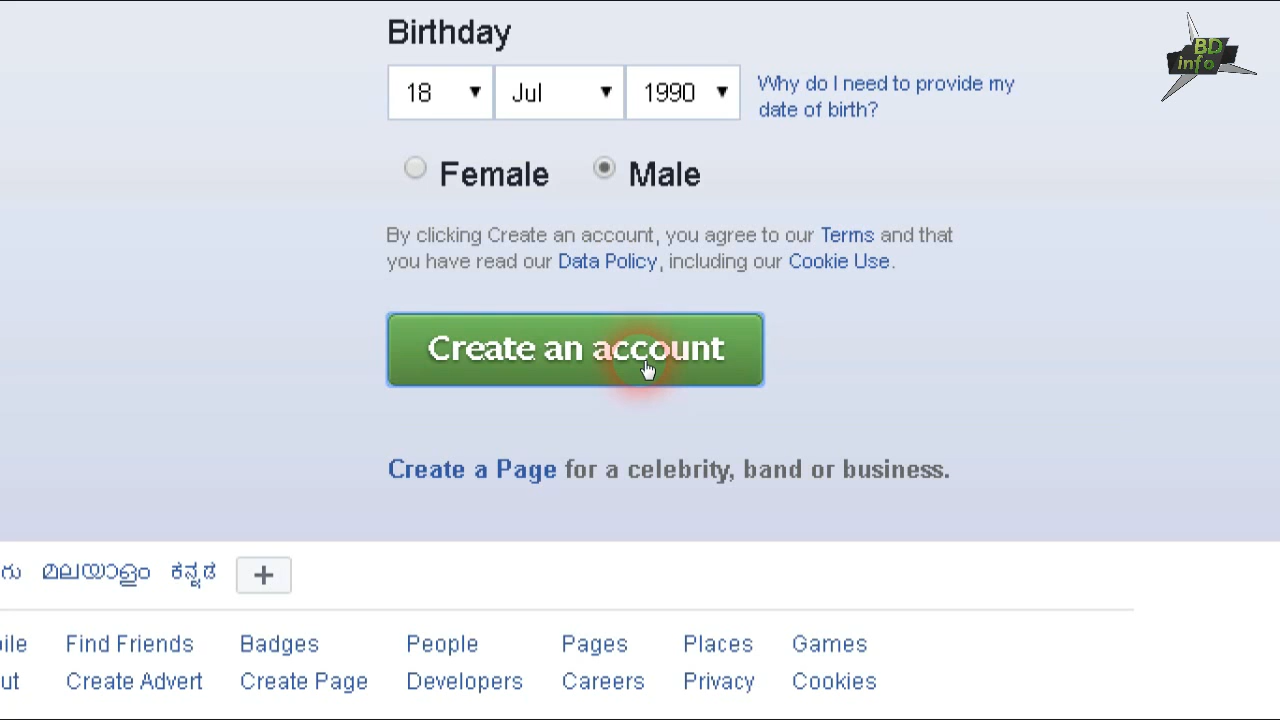 BD
info
Birthday
18 Jul 1990
Why do I need to provide my
date of birth?
Female Male
By clicking Create an account, you agree to our Terms and that
you have read our Data Policy, including our Cookie Use.
Create an account
Create a Page for a celebrity, band or business.
മലയാളം ಕನ್ನಡ +
Find Friends Badges People Pages Places Games
Create Advert Create Page Developers Careers Privacy Cookies